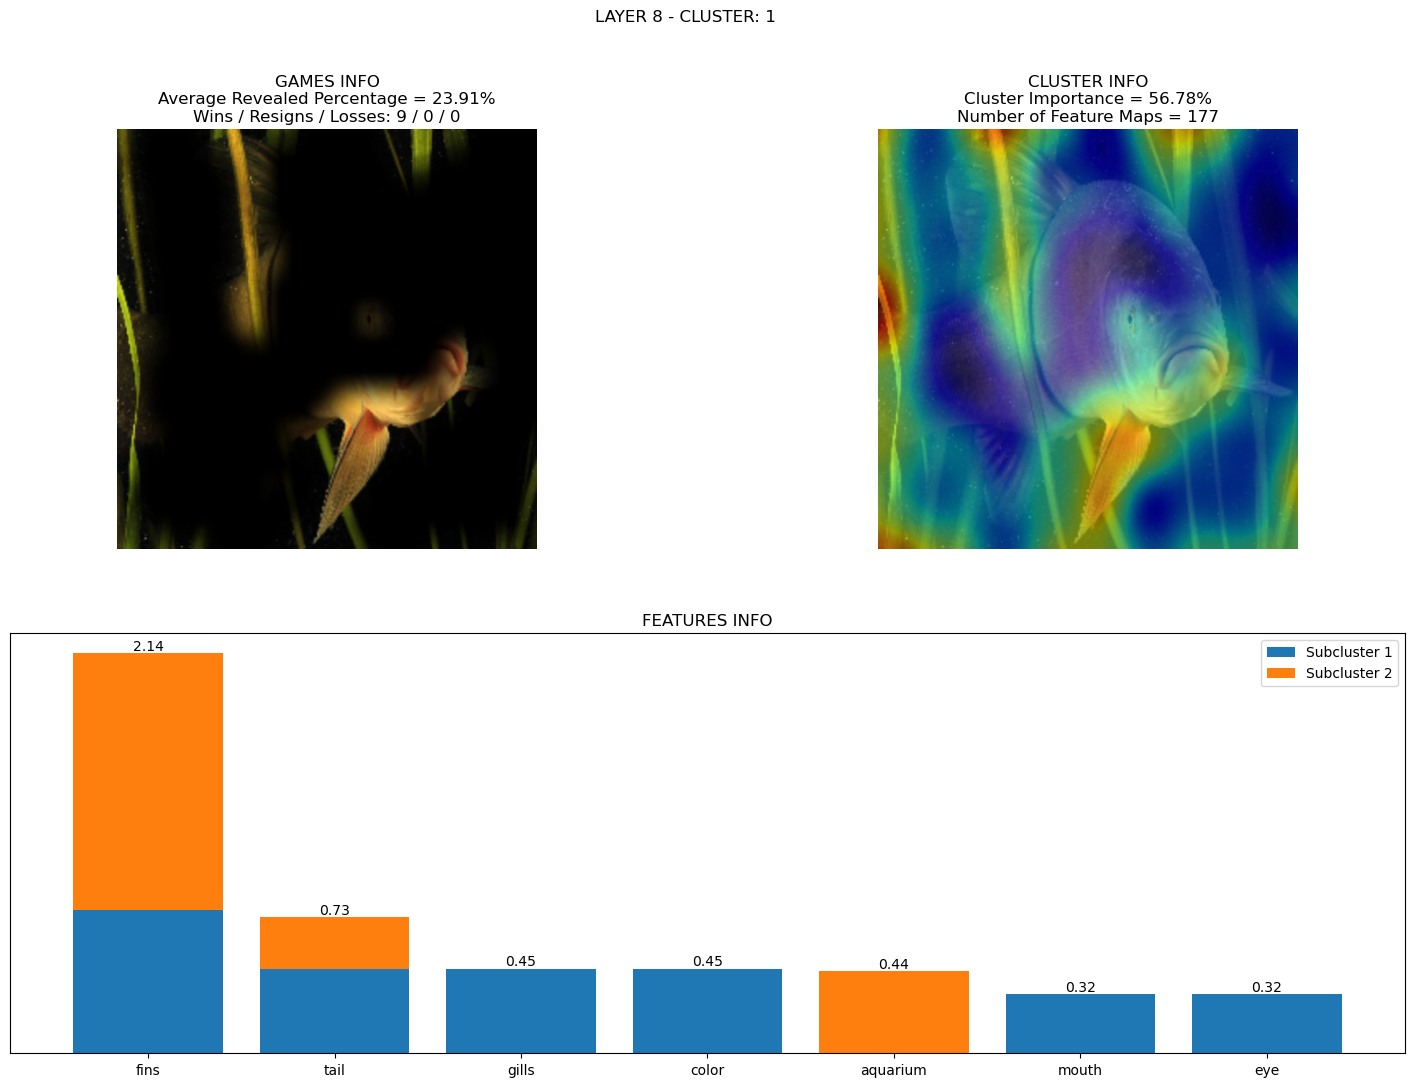 LAYER 8 - CLUSTER: 1
GAMES INFO
Average Revealed Percentage = 23.91%
Wins / Resigns / Losses: 9 / 0 / 0
CLUSTER INFO
Cluster Importance = 56.78%
Number of Feature Maps = 177
FEATURES INFO
Subcluster 1
Subcluster 2
2.14
0.73
0.45
0.45
0.44
0.32
0.32
fins
tail
gills
color
aquarium
mouth
eye